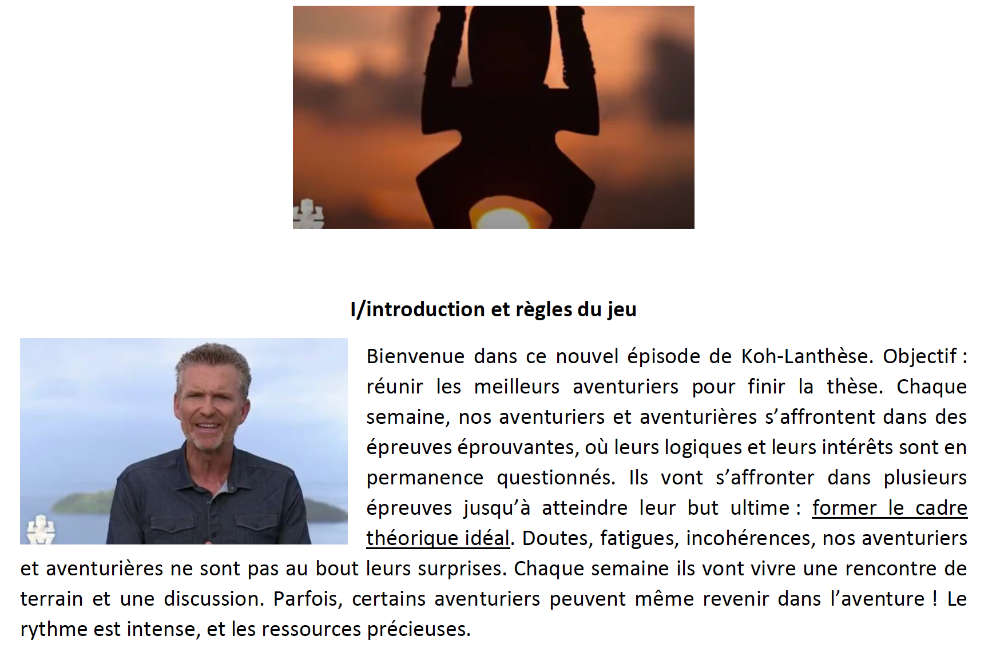 I/introduction et règles du jeu
Bienvenue dans ce nouvel épisode de Koh-Lanthèse. Objectif :
réunir les meilleurs aventuriers pour finir la thèse. Chaque
semaine, nos aventuriers et aventurières s’affrontent dans des
épreuves éprouvantes, où leurs logiques et leurs intérêts sont en
permanence questionnés. Ils vont s’affronter dans plusieurs
épreuves jusqu’à atteindre leur but ultime : former le cadre
théorique idéal. Doutes, fatigues, incohérences, nos aventuriers
et aventurières ne sont pas au bout leurs surprises. Chaque semaine ils vont vivre une rencontre de
terrain et une discussion. Parfois, certains aventuriers peuvent même revenir dans l’aventure ! Le
rythme est intense, et les ressources précieuses.